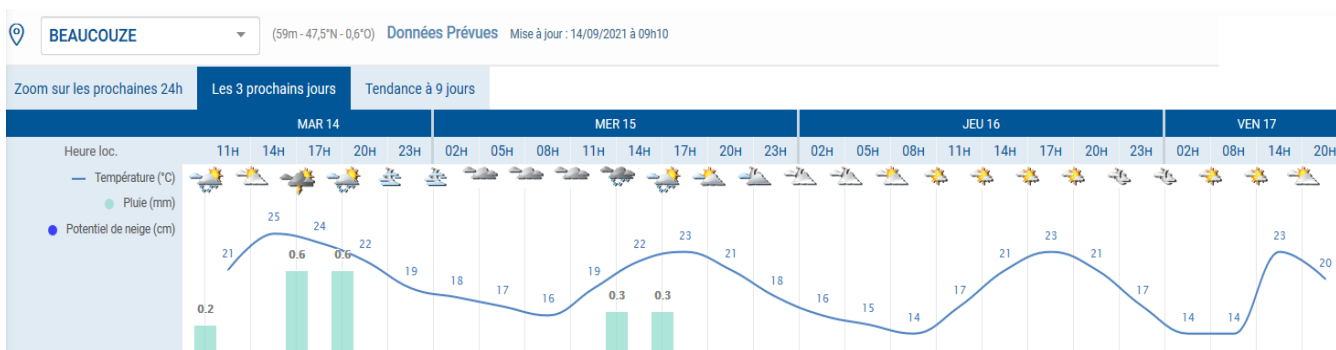 BEAUCOUZE (59m - 47,5°N - 0,6°O) Données Prévues Mise à jour : 14/09/2021 à 09h10
Zoom sur les prochaines 24h Les 3 prochains jours Tendance à 9 jours
MAR 14 MER 15 JEU 16 VEN 17
Heure loc. 11H 14H 17H 20H 23H 02H 05H 08H 11H 14H 17H 20H 23H 02H 05H 08H 11H 14H 17H 20H 23H 02H 08H 14H 20H
Température (°C)
Pluie (mm)
Potentiel de neige (cm)
21 25 24 22 19 18 17 16 19 22 23 21 18 16 15 14 17 21 23 21 17 14 14 23 20
0.2 0.6 0.6 0.3 0.3